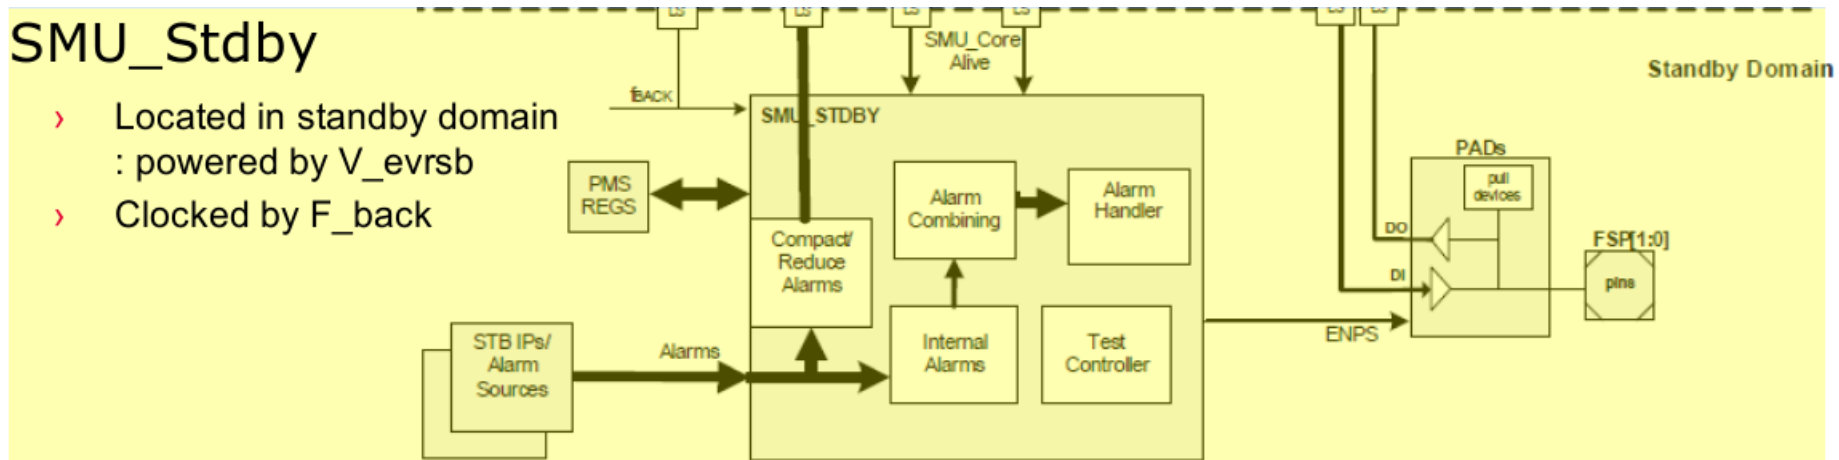 SMU_Stdby
› Located in standby domain
: powered by V_evrsb
› Clocked by F_back
LS
LS
LS
LS
SMU_Core
Alive
Standby Domain
fBACK
SMU_STDBY
PMS
REGS
Compact/
Reduce
Alarms
Alarm
Combining
Alarm
Handler
PADs
pull
devices
DO
DI
FSP[1:0]
pins
STB IPs/
Alarm
Sources
Alarms
Internal
Alarms
Test
Controller
ENPS